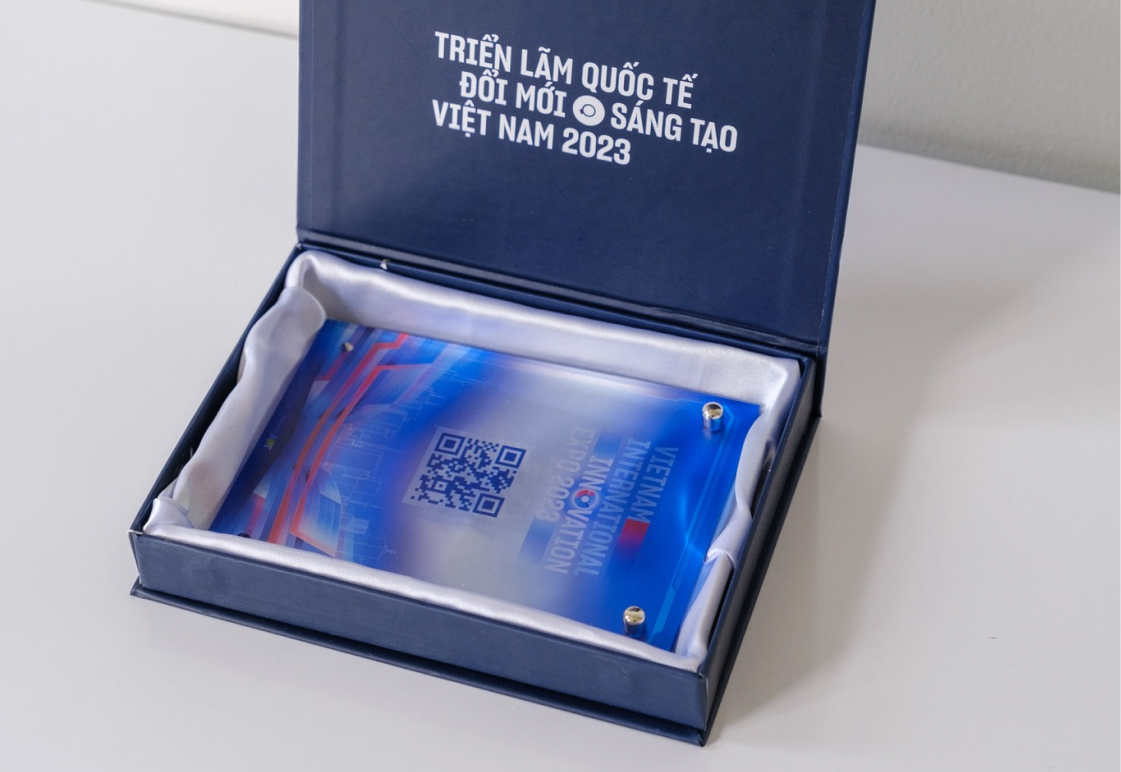 TRIỂN LÃM QUỐC TẾ
ĐỔI MỚI SÁNG TẠO
VIỆT NAM 2023
VIETNAM
INTERNATIONAL
INNOVATION
EXPO 2023